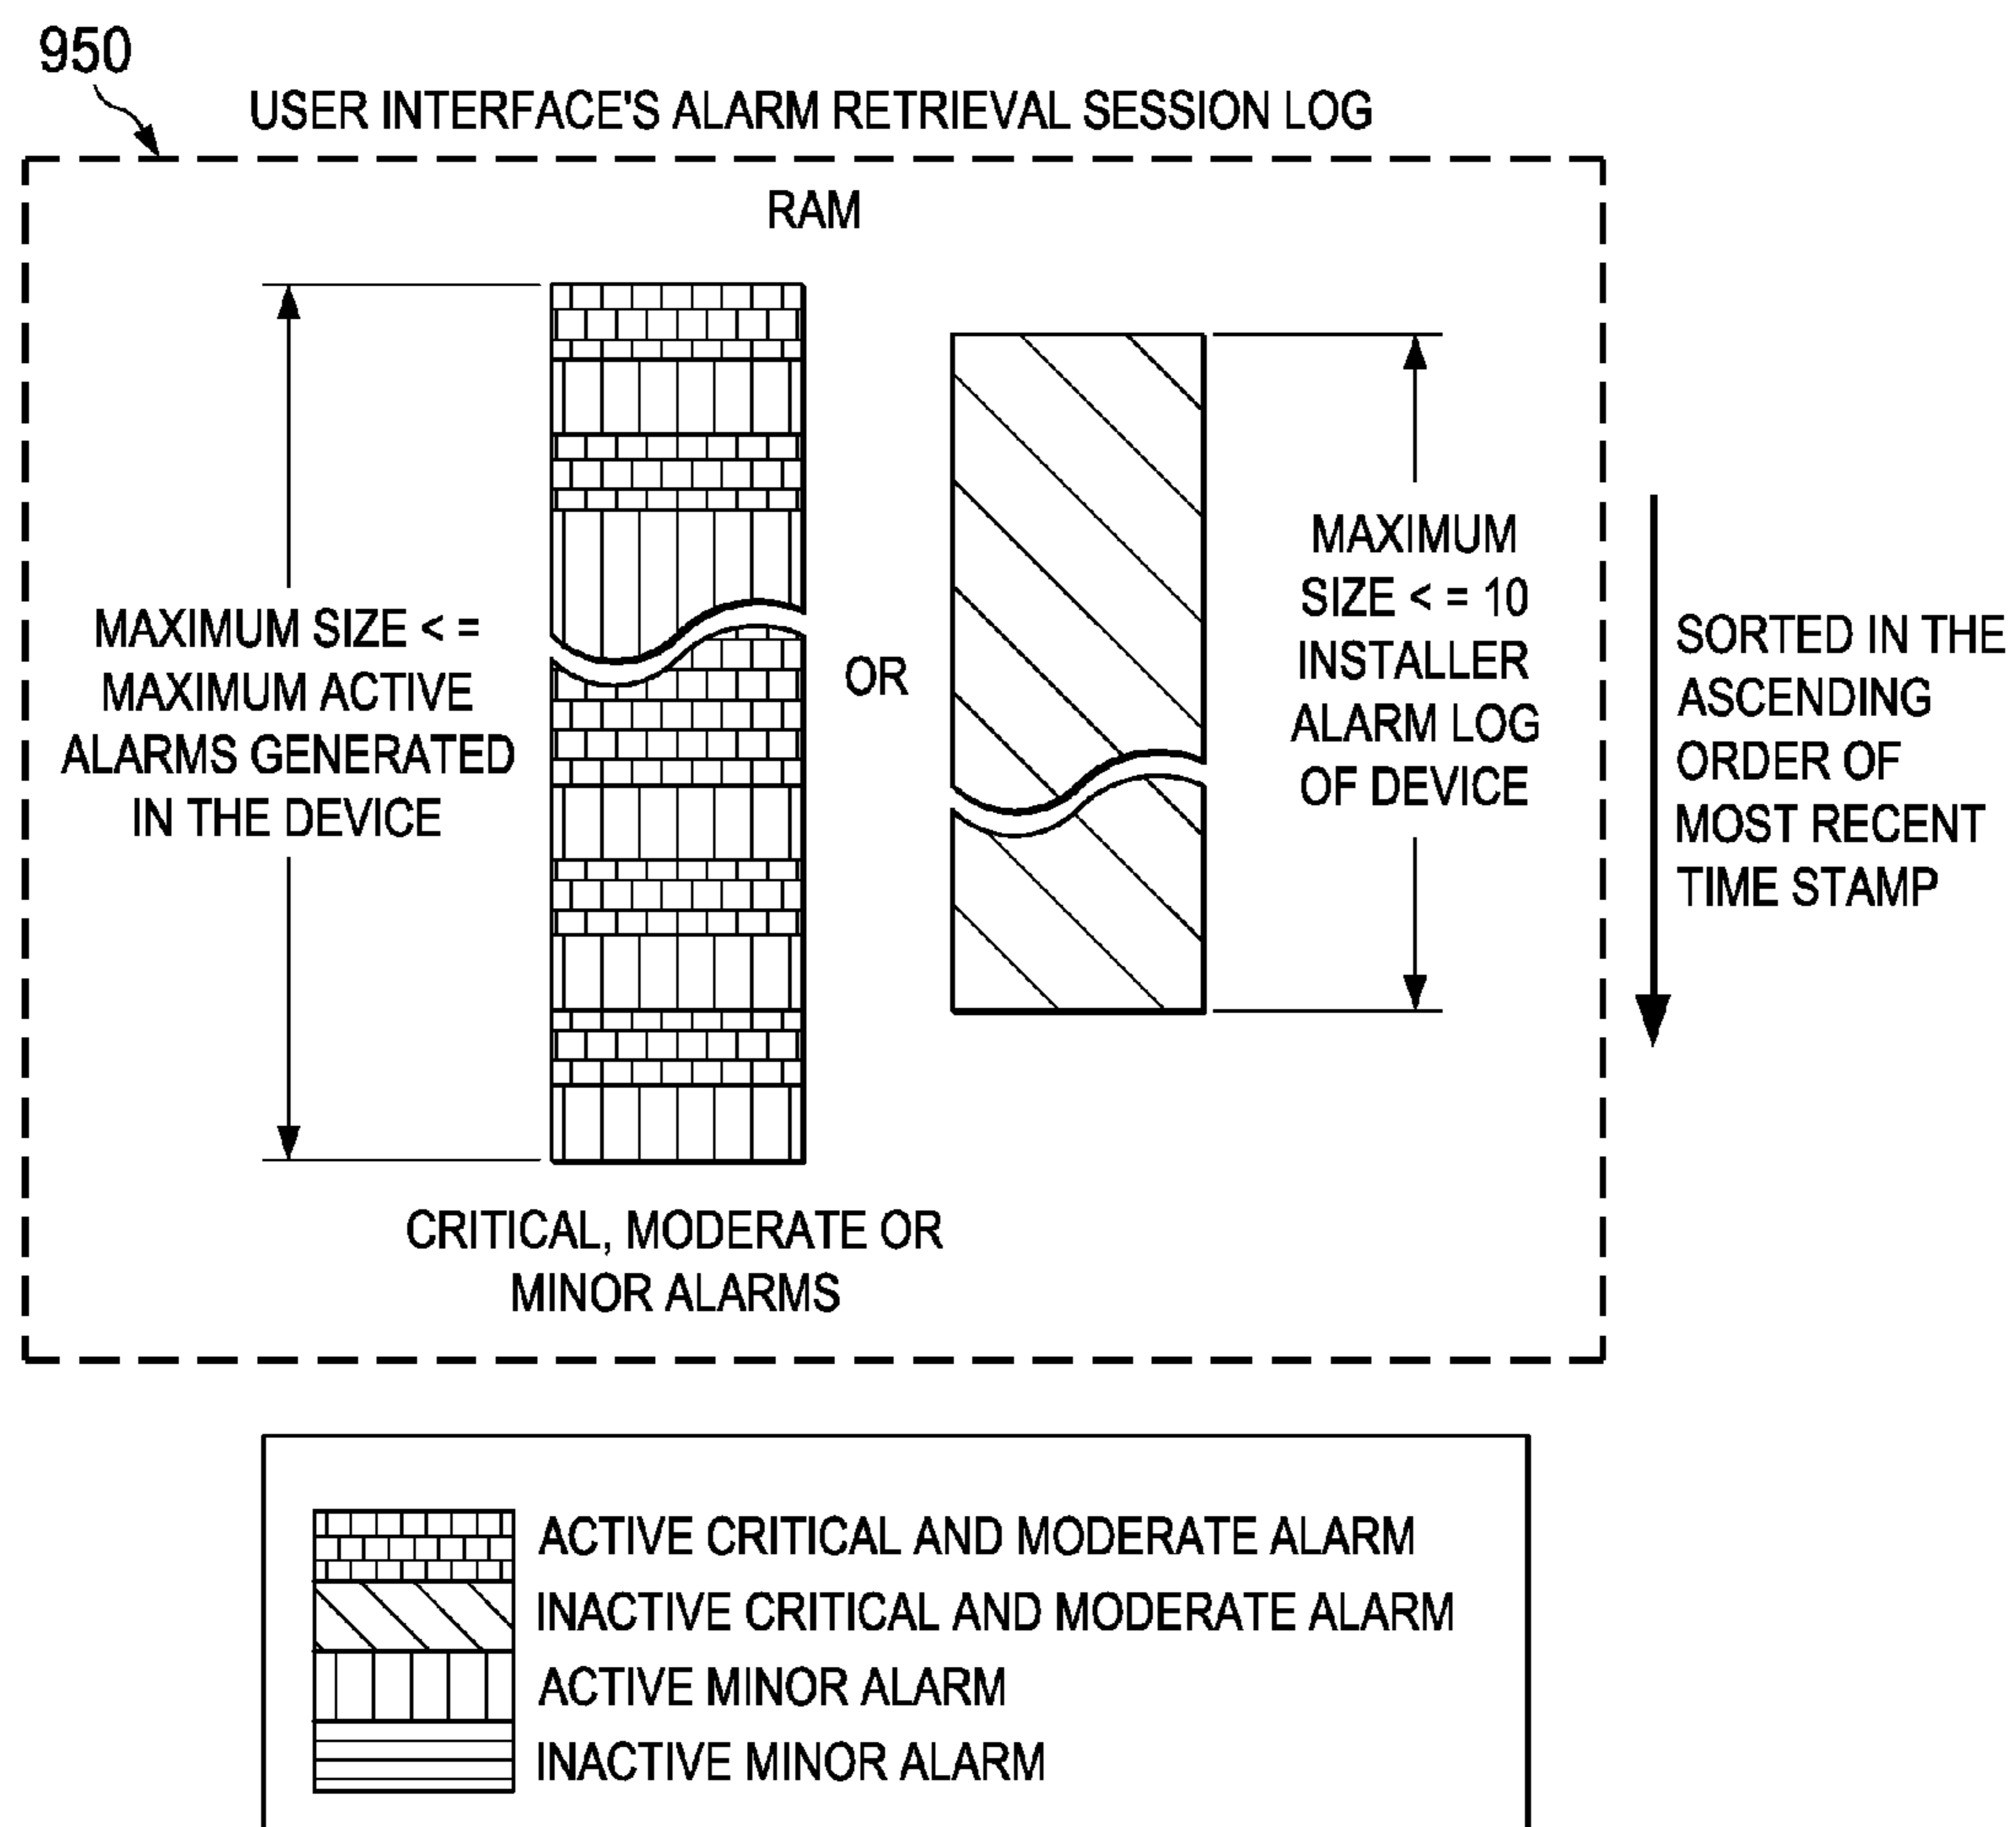 950
USER INTERFACE'S ALARM RETRIEVAL SESSION LOG
RAM
MAXIMUM SIZE < =
MAXIMUM ACTIVE
ALARMS GENERATED
IN THE DEVICE
OR
MAXIMUM
SIZE < = 10
INSTALLER
ALARM LOG
OF DEVICE
SORTED IN THE
ASCENDING
ORDER OF
MOST RECENT
TIME STAMP
CRITICAL, MODERATE OR
MINOR ALARMS
ACTIVE CRITICAL AND MODERATE ALARM
INACTIVE CRITICAL AND MODERATE ALARM
ACTIVE MINOR ALARM
INACTIVE MINOR ALARM